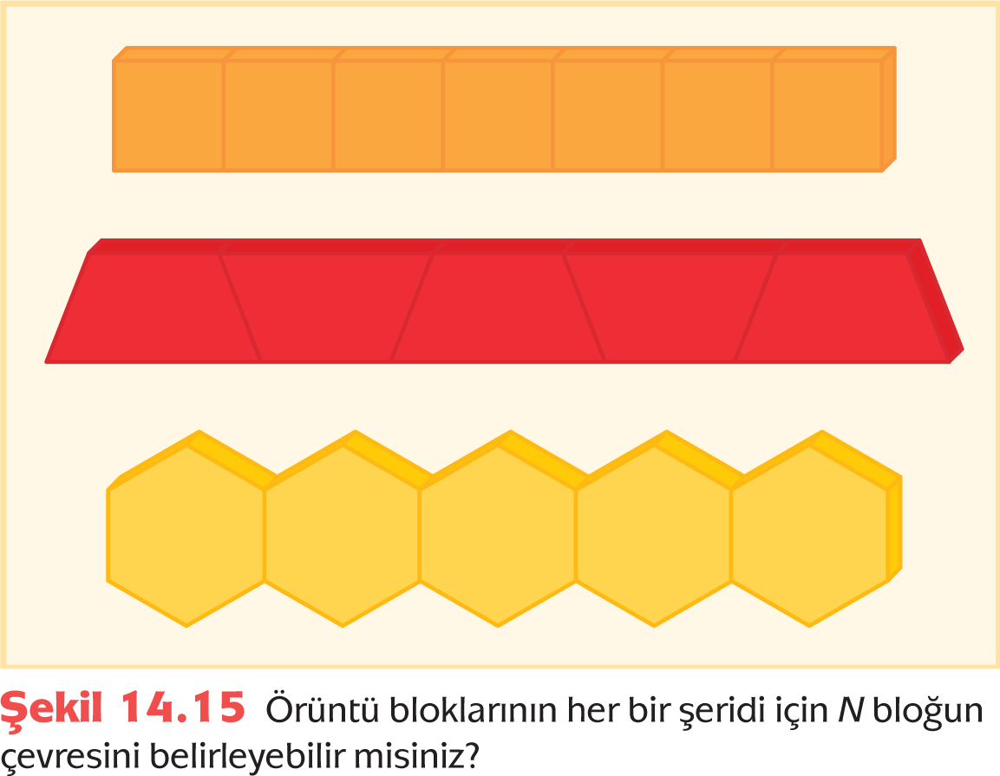 Şekil 14.15 Örüntü bloklarının her bir şeridi için N bloğun
çevresini belirleyebilir misiniz?